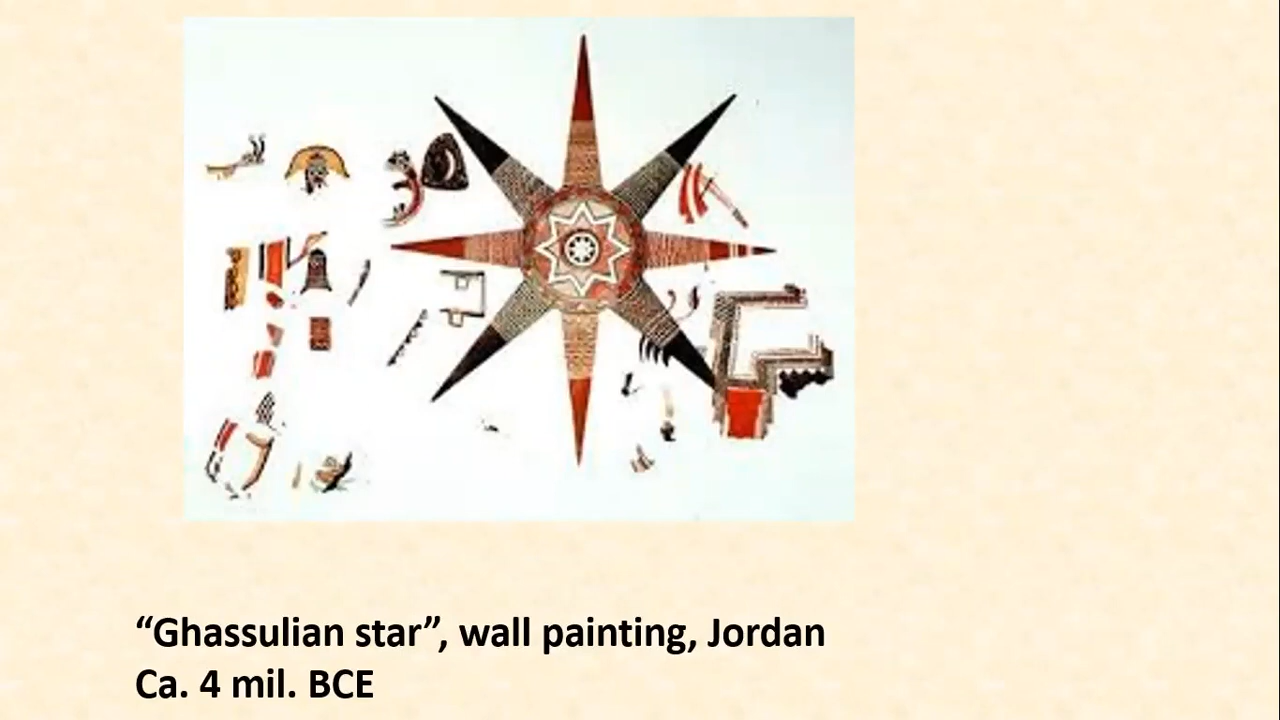 “Ghassulian star”, wall painting, Jordan
Ca. 4 mil. BCE